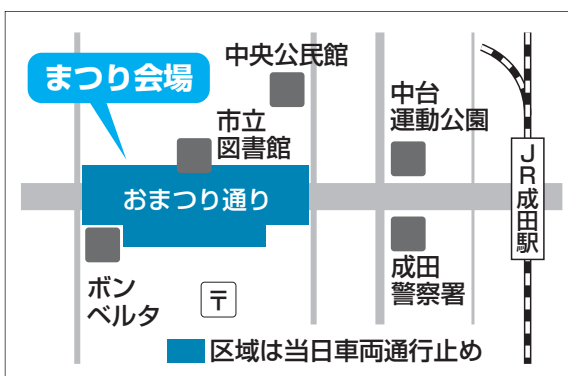 まつり会場
中央公民館
市立
図書館
中台
運動公園
JR成田駅
おまつり通り
ボン
ベルタ
〒
成田
警察署
区域は当日車両通行止め